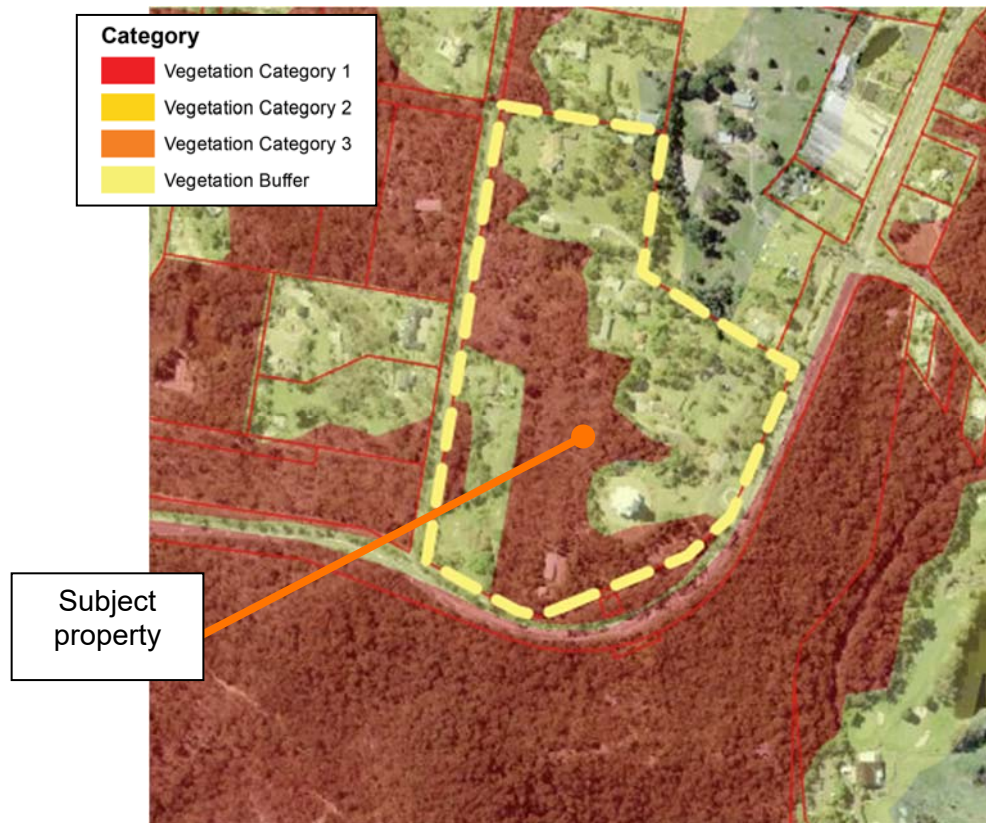 Category
Vegetation Category 1
Vegetation Category 2
Vegetation Category 3
Vegetation Buffer
Subject
property